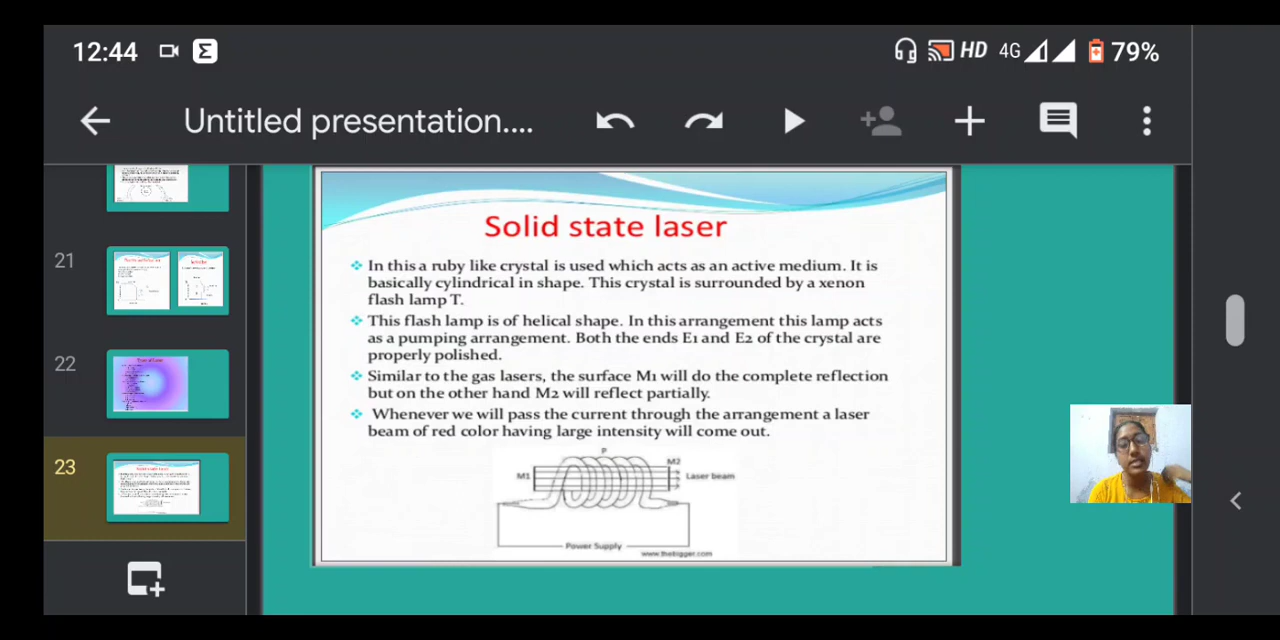 12:44
HD 4G 79%
Untitled presentation....
21
22
23
Solid state laser
In this a ruby like crystal is used which acts as an active medium. It is
basically cylindrical in shape. This crystal is surrounded by a xenon
flash lamp T.
This flash lamp is of helical shape. In this arrangement this lamp acts
as a pumping arrangement. Both the ends E1 and E2 of the crystal are
properly polished.
Similar to the gas lasers, the surface M1 will do the complete reflection
but on the other hand M2 will reflect partially.
Whenever we will pass the current through the arrangement a laser
beam of red color having large intensity will come out.
P
M1
M2
Laser beam
Power Supply